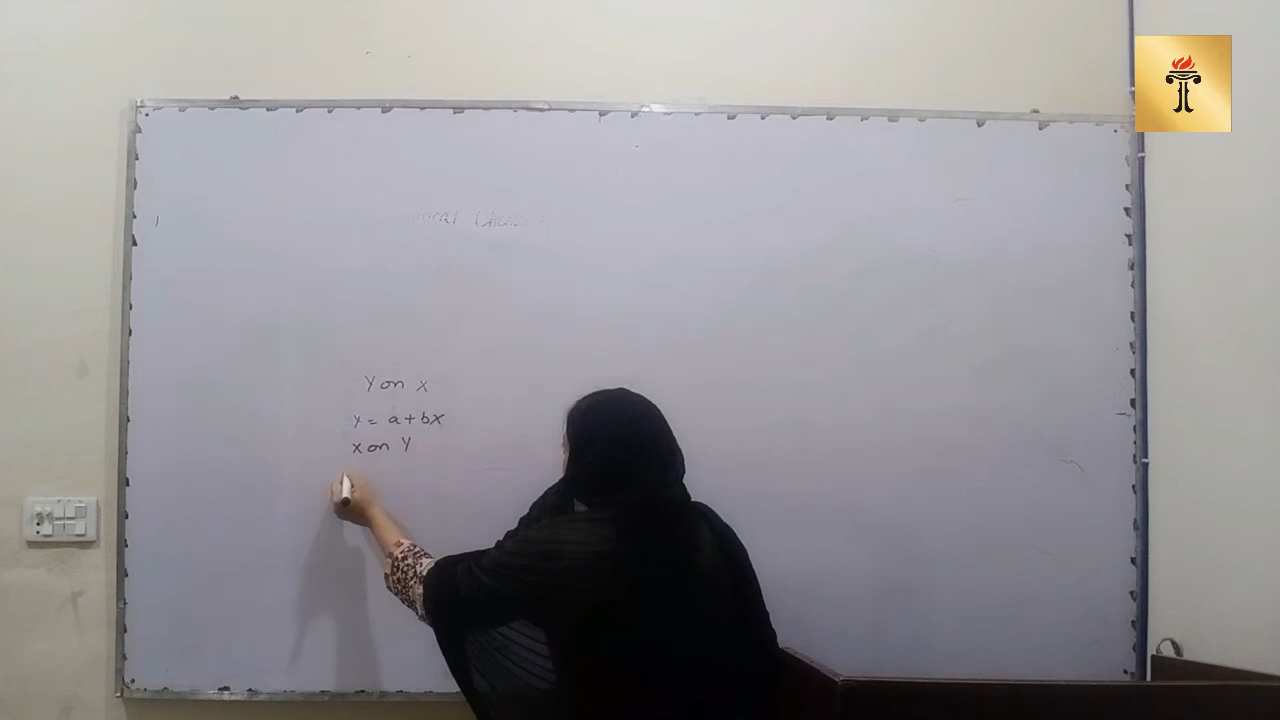 Y on x
Y = a + bx
x on Y